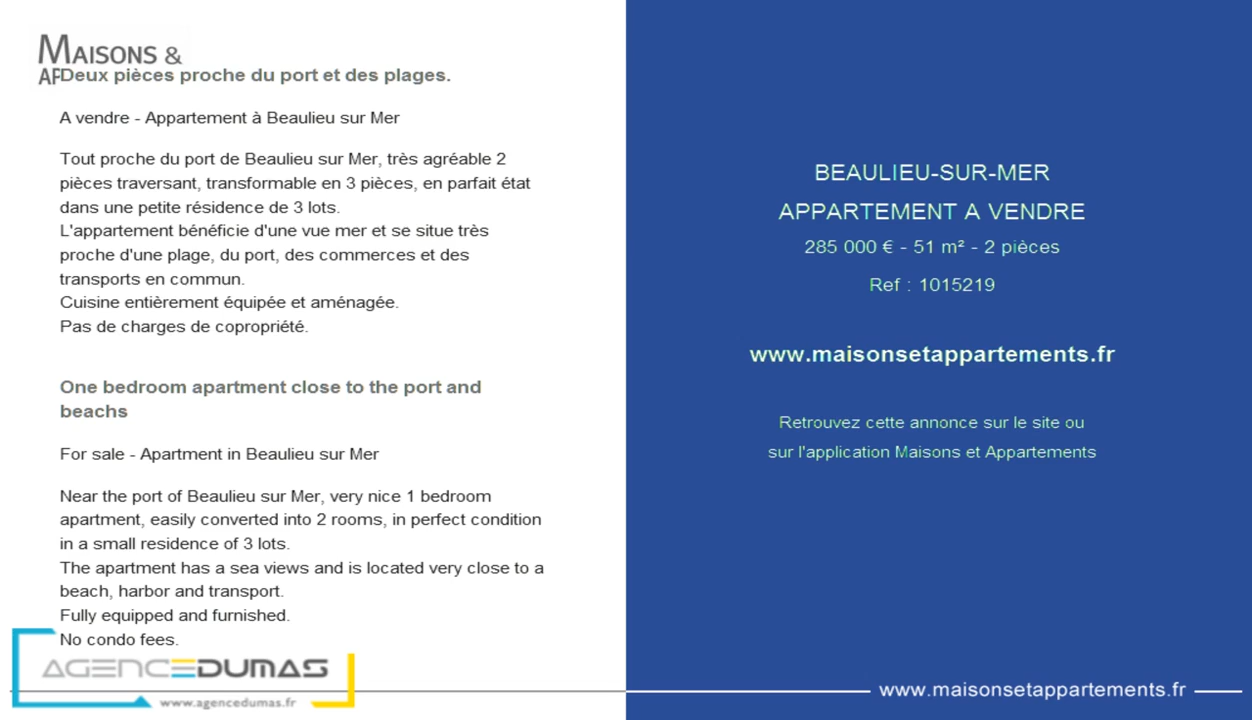 MAISONS &
AP
Deux pièces proche du port et des plages.
A vendre - Appartement à Beaulieu sur Mer
Tout proche du port de Beaulieu sur Mer, très agréable 2
pièces traversant, transformable en 3 pièces, en parfait état
dans une petite résidence de 3 lots.
L'appartement bénéficie d'une vue mer et se situe très
proche d'une plage, du port, des commerces et des
transports en commun.
Cuisine entièrement équipée et aménagée.
Pas de charges de copropriété.
One bedroom apartment close to the port and
beachs
For sale - Apartment in Beaulieu sur Mer
Near the port of Beaulieu sur Mer, very nice 1 bedroom
apartment, easily converted into 2 rooms, in perfect condition
in a small residence of 3 lots.
The apartment has a sea views and is located very close to a
beach, harbor and transport.
Fully equipped and furnished.
No condo fees.
AGENCEDUMAS
www.agencedumas.fr
BEAULIEU-SUR-MER
APPARTEMENT A VENDRE
285 000 € - 51 m² - 2 pièces
Ref : 1015219
www.maisonsetappartements.fr
Retrouvez cette annonce sur le site ou
sur l'application Maisons et Appartements
www.maisonsetappartements.fr